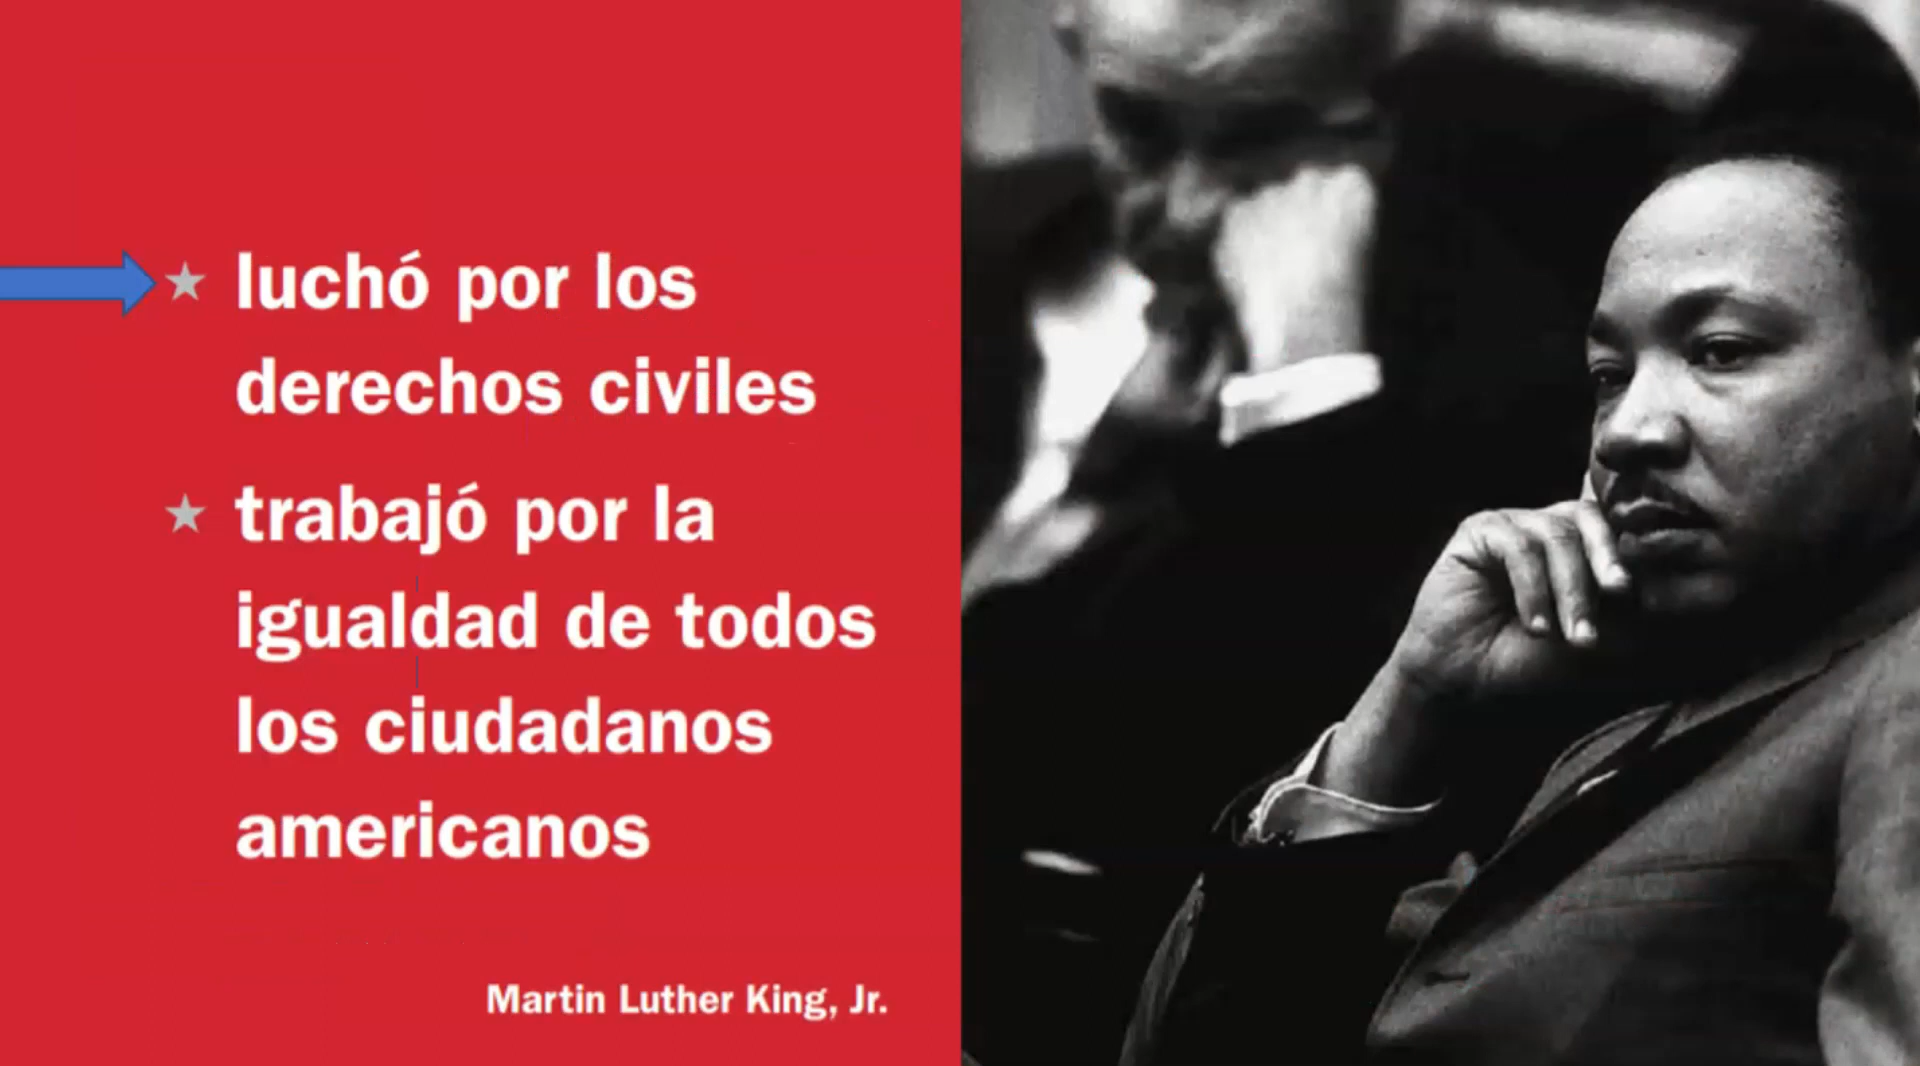 luchó por los
derechos civiles
trabajó por la
igualdad de todos
los ciudadanos
americanos
Martin Luther King, Jr.